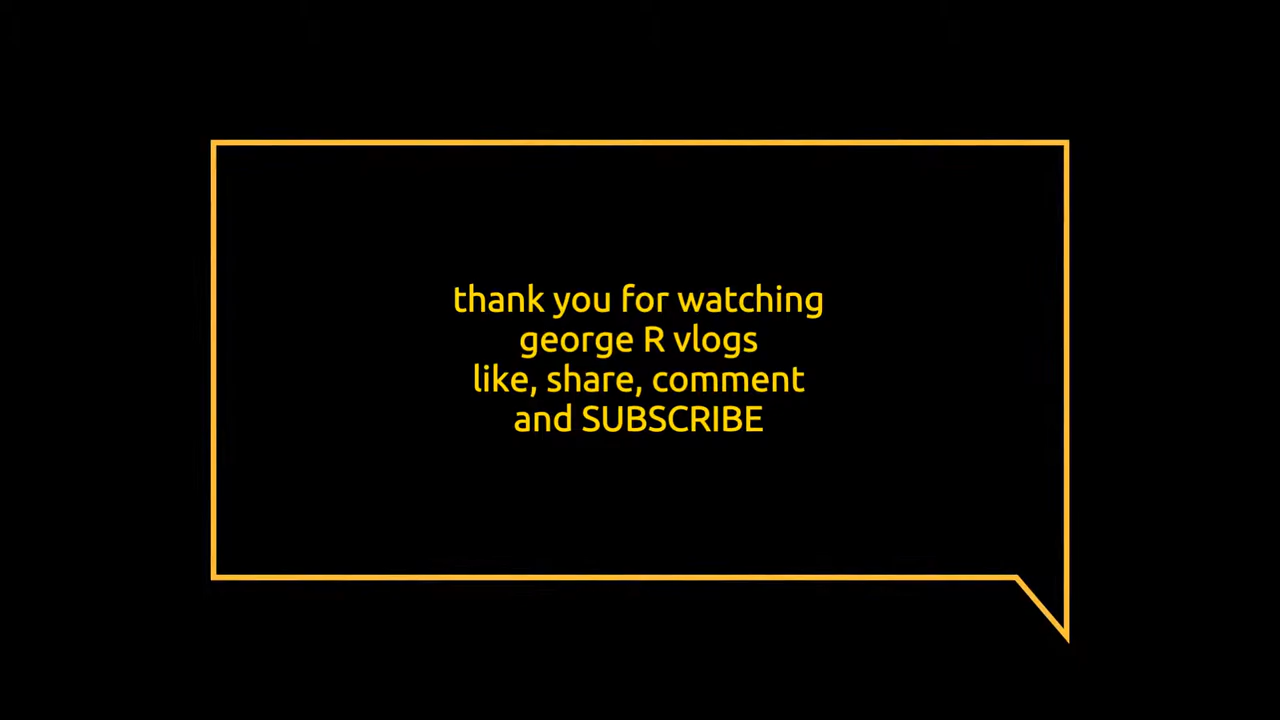 thank you for watching
george R vlogs
like, share, comment
and SUBSCRIBE